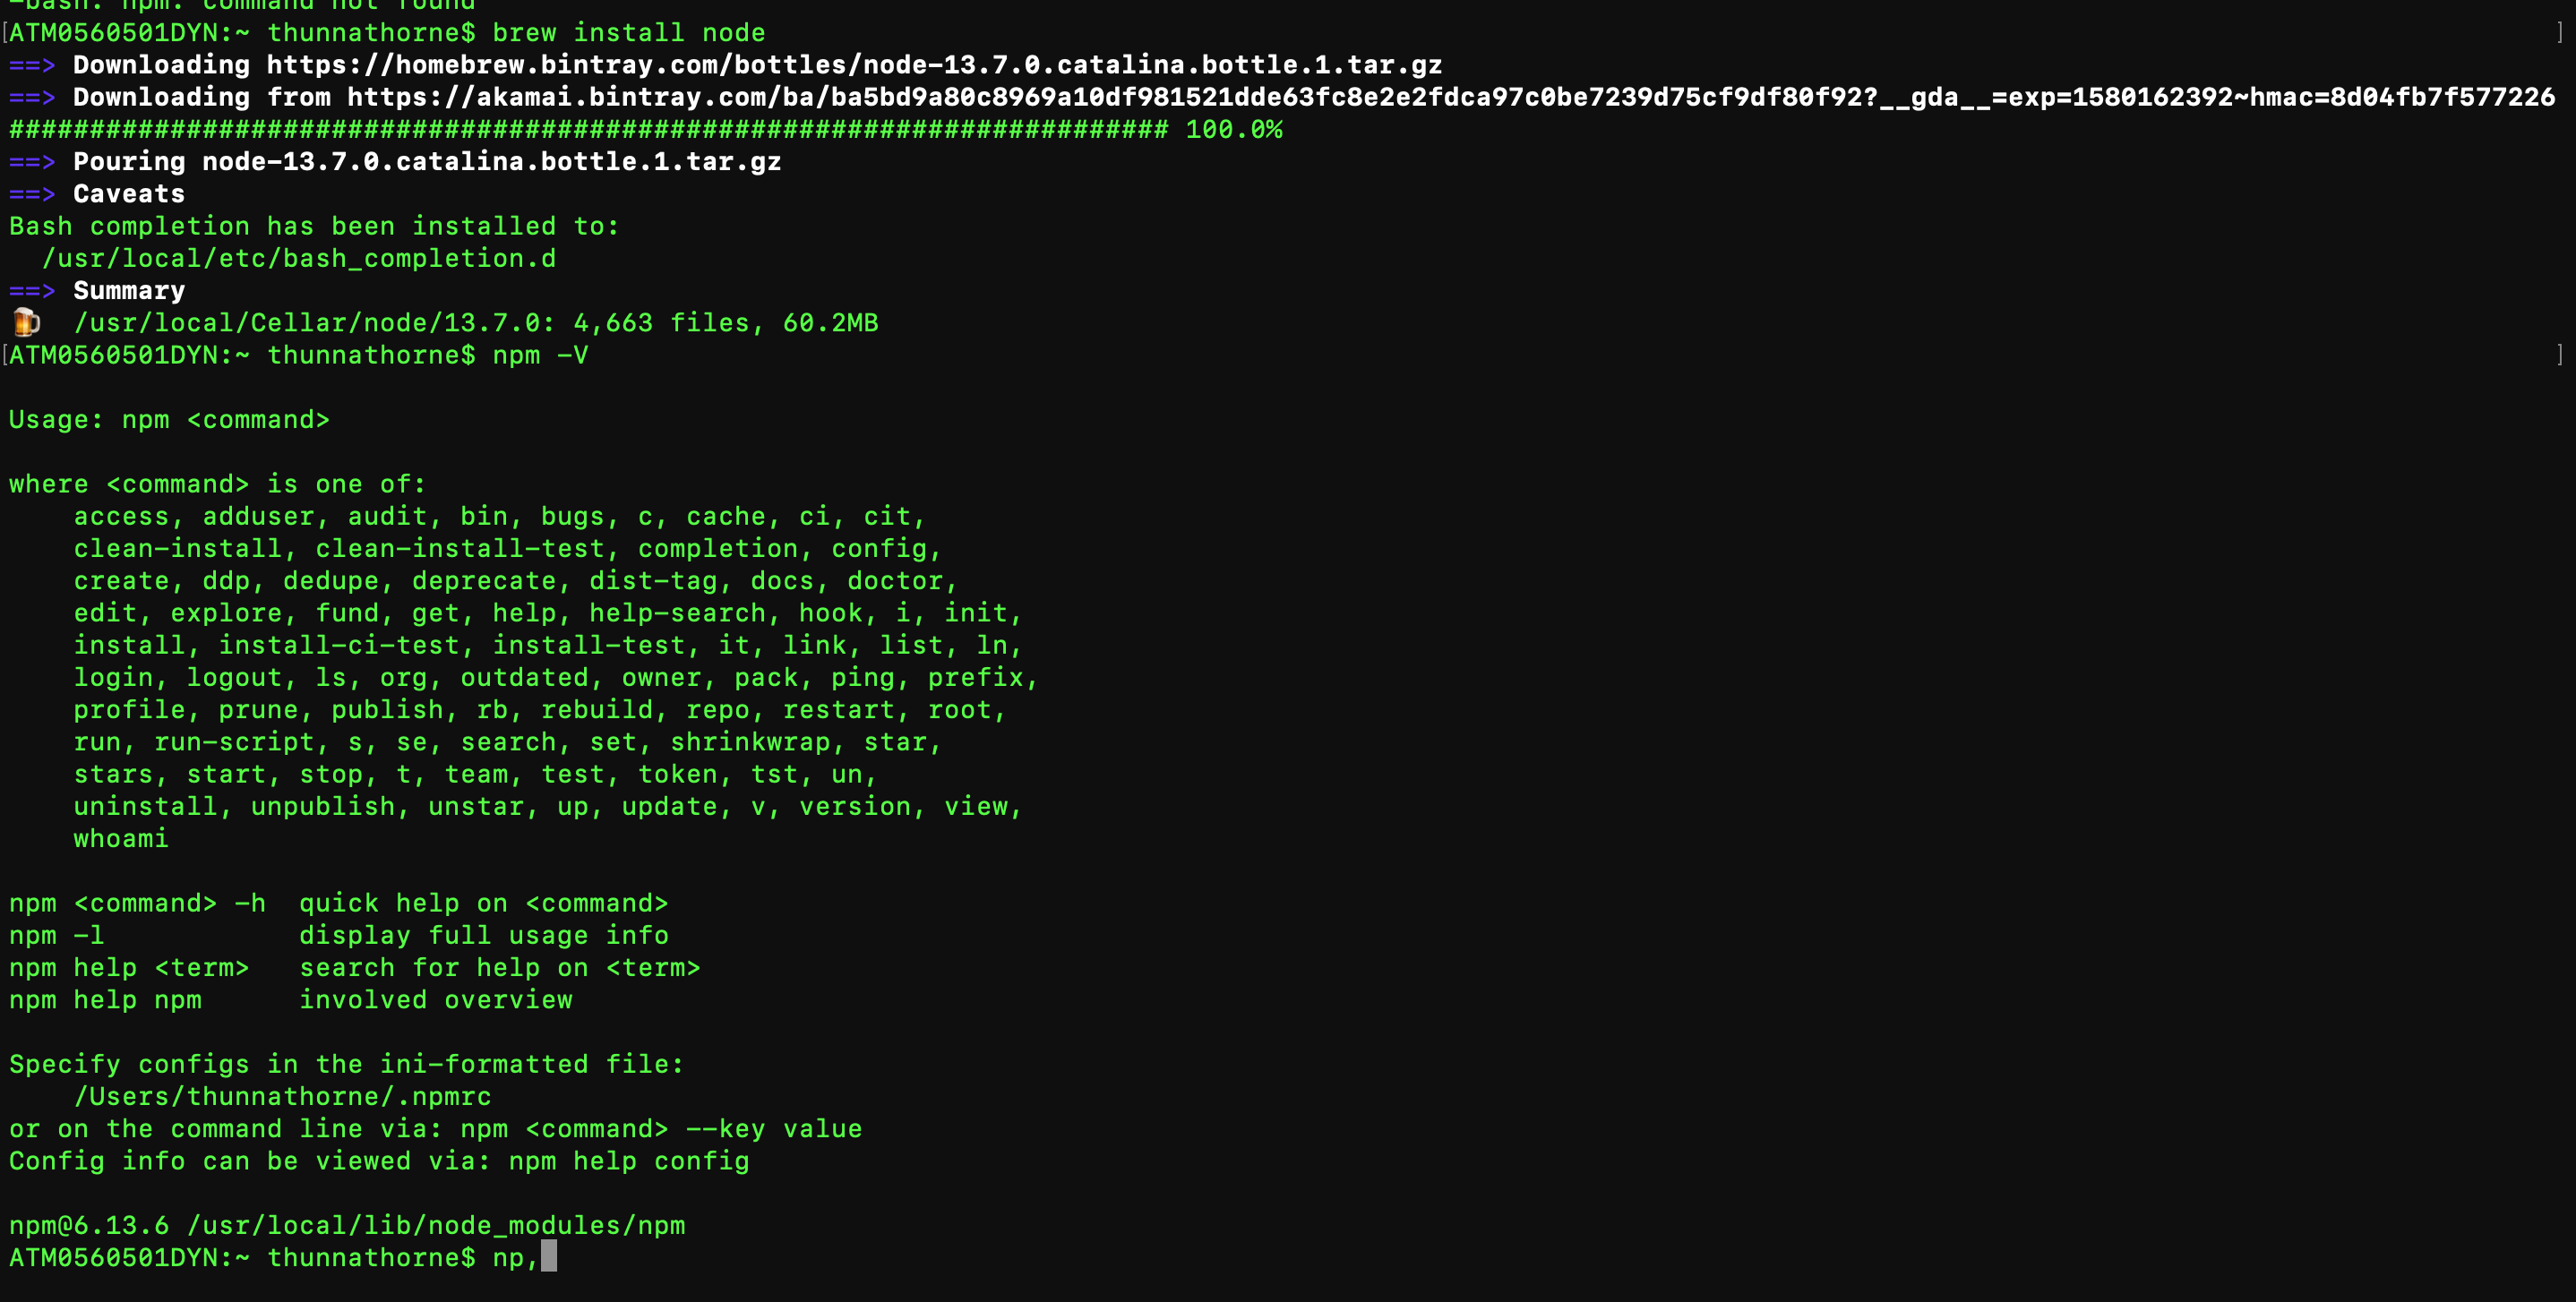 -bash: npm: command not found
[ATM0560501DYN:~ thunnathorne$ brew install node ]
==> Downloading https://homebrew.bintray.com/bottles/node-13.7.0.catalina.bottle.1.tar.gz
==> Downloading from https://akamai.bintray.com/ba/ba5bd9a80c8969a10df981521dde63fc8e2e2fdca97c0be7239d75cf9df80f92?__gda__=exp=1580162392~hmac=8d04fb7f577226
######################################################################## 100.0%
==> Pouring node-13.7.0.catalina.bottle.1.tar.gz
==> Caveats
Bash completion has been installed to:
  /usr/local/etc/bash_completion.d
==> Summary
🍺  /usr/local/Cellar/node/13.7.0: 4,663 files, 60.2MB
[ATM0560501DYN:~ thunnathorne$ npm -V ]

Usage: npm <command>

where <command> is one of:
    access, adduser, audit, bin, bugs, c, cache, ci, cit,
    clean-install, clean-install-test, completion, config,
    create, ddp, dedupe, deprecate, dist-tag, docs, doctor,
    edit, explore, fund, get, help, help-search, hook, i, init,
    install, install-ci-test, install-test, it, link, list, ln,
    login, logout, ls, org, outdated, owner, pack, ping, prefix,
    profile, prune, publish, rb, rebuild, repo, restart, root,
    run, run-script, s, se, search, set, shrinkwrap, star,
    stars, start, stop, t, team, test, token, tst, un,
    uninstall, unpublish, unstar, up, update, v, version, view,
    whoami

npm <command> -h  quick help on <command>
npm -l            display full usage info
npm help <term>   search for help on <term>
npm help npm      involved overview

Specify configs in the ini-formatted file:
    /Users/thunnathorne/.npmrc
or on the command line via: npm <command> --key value
Config info can be viewed via: npm help config

npm@6.13.6 /usr/local/lib/node_modules/npm
ATM0560501DYN:~ thunnathorne$ np,